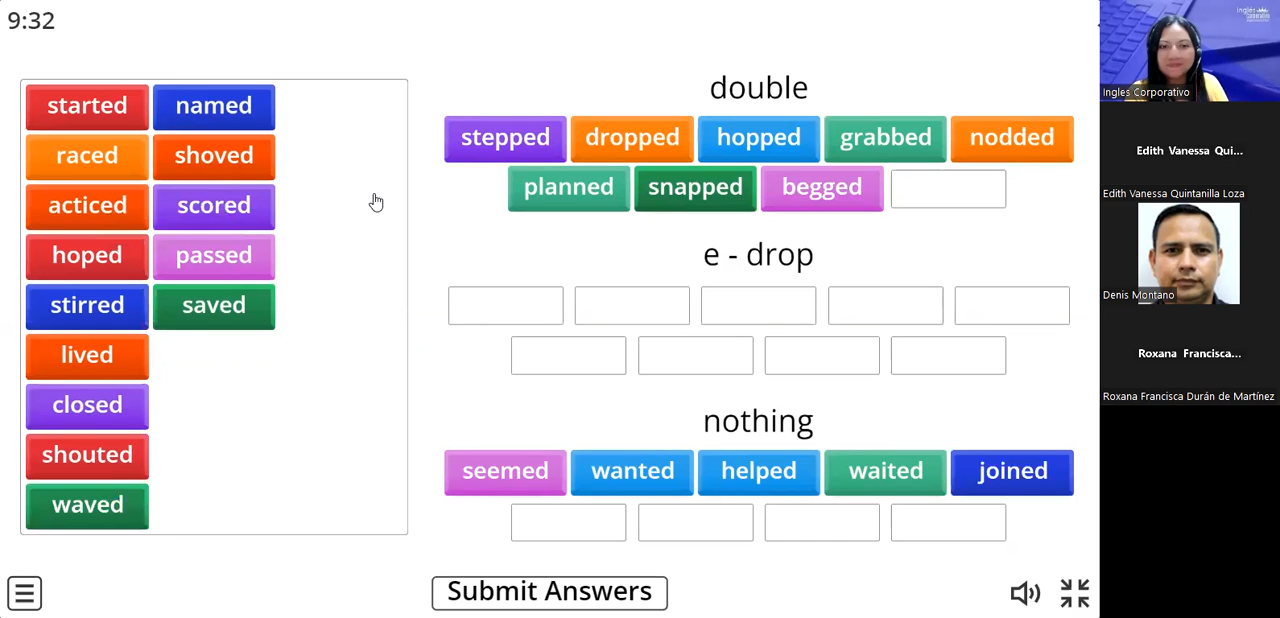 9:32
started named
raced shoved
acticed scored
hoped passed
stirred saved
lived
closed
shouted
waved
double
stepped dropped hopped grabbed nodded
planned snapped begged
e - drop
nothing
seemed wanted helped waited joined
Submit Answers
Ingles Corporativo
Edith Vanessa Qui...
Edith Vanessa Quintanilla Loza
Denis Montano
Roxana Francisca...
Roxana Francisca Durán de Martínez